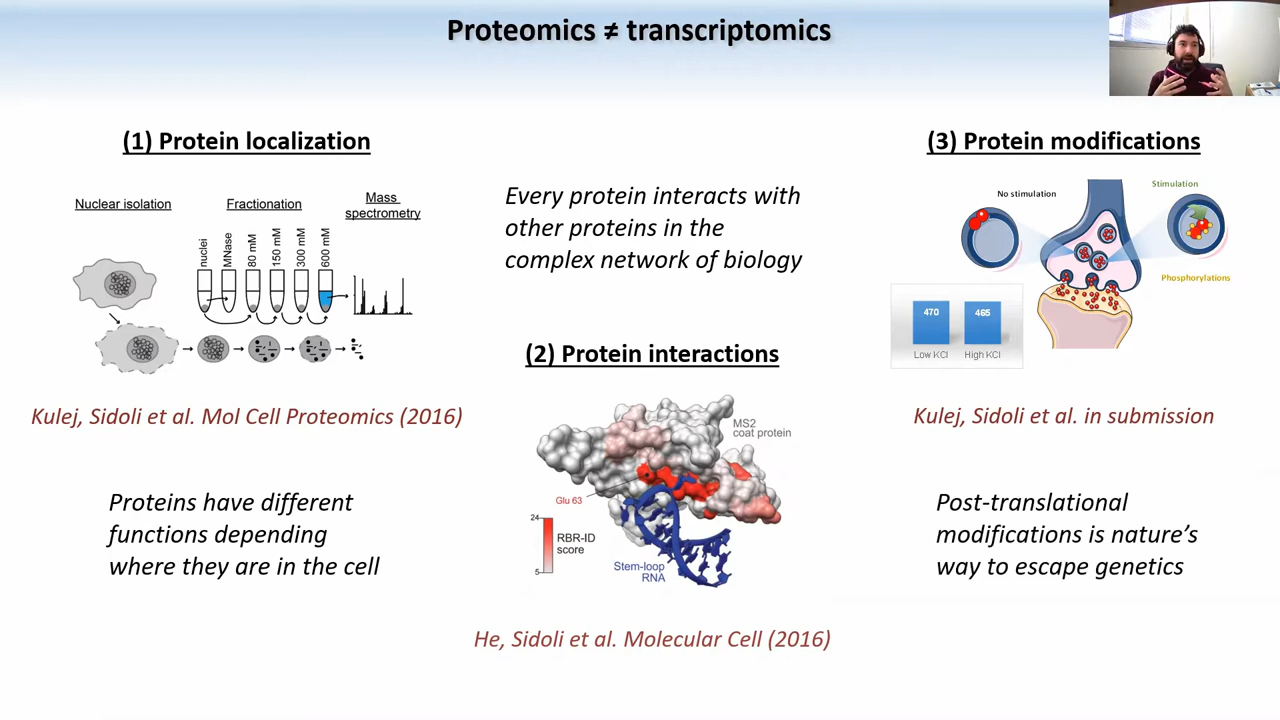 Proteomics ≠ transcriptomics
(1) Protein localization
Nuclear isolation
Fractionation
Mass
spectrometry
nuclei
MNase
80 mM
150 mM
300 mM
600 mM
Kulej, Sidoli et al. Mol Cell Proteomics (2016)
Proteins have different
functions depending
where they are in the cell
Every protein interacts with
other proteins in the
complex network of biology
(2) Protein interactions
MS2
coat protein
Glu 63
24
RBR-ID
score
5
Stem-loop
RNA
He, Sidoli et al. Molecular Cell (2016)
(3) Protein modifications
No stimulation
Stimulation
Phosphorylations
470
465
Low KCl
High KCl
Kulej, Sidoli et al. in submission
Post-translational
modifications is nature's
way to escape genetics